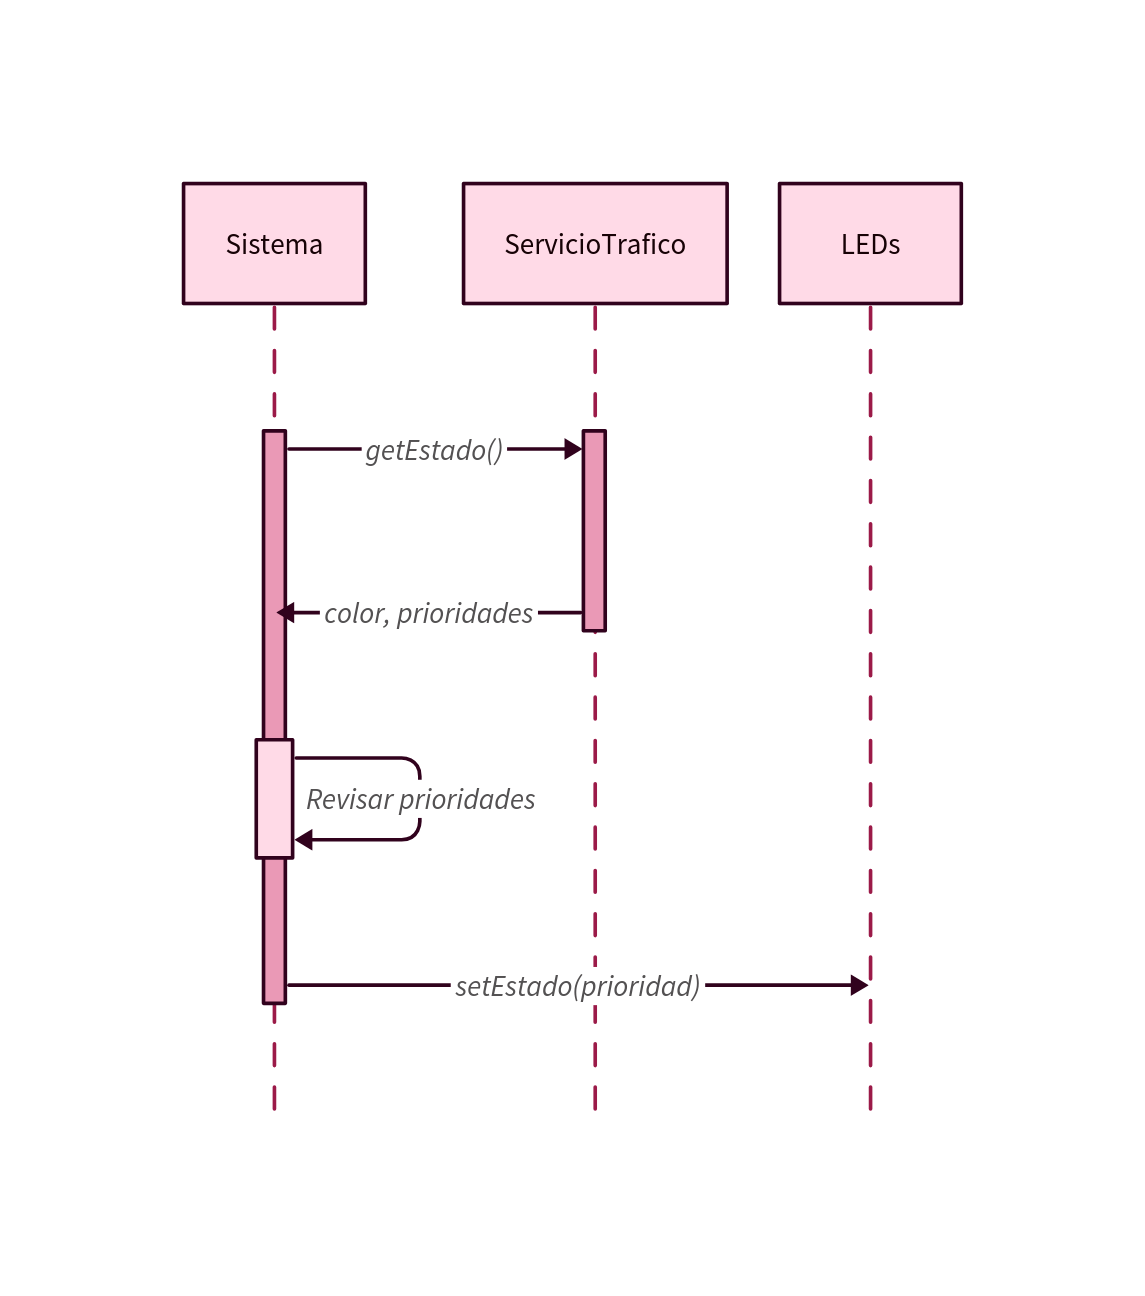 Sistema
ServicioTrafico
LEDs
getEstado()
color, prioridades
Revisar prioridades
setEstado(prioridad)